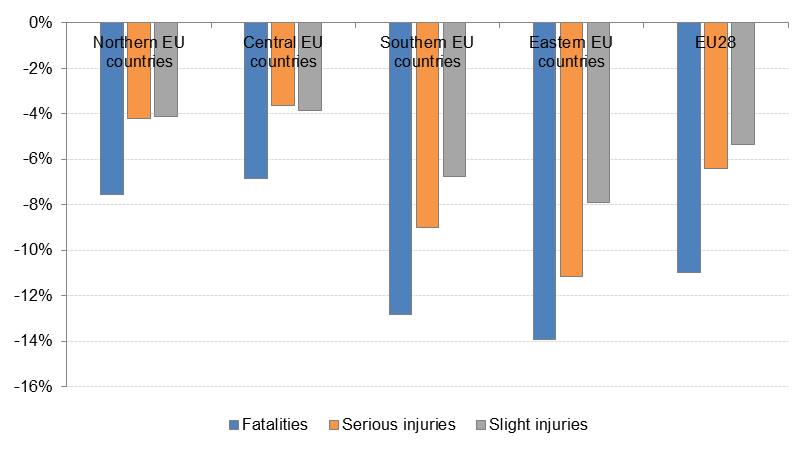 0%
Northern EU countries
Central EU countries
Southern EU countries
Eastern EU countries
EU28
-2%
-4%
-6%
-8%
-10%
-12%
-14%
-16%
Fatalities
Serious injuries
Slight injuries